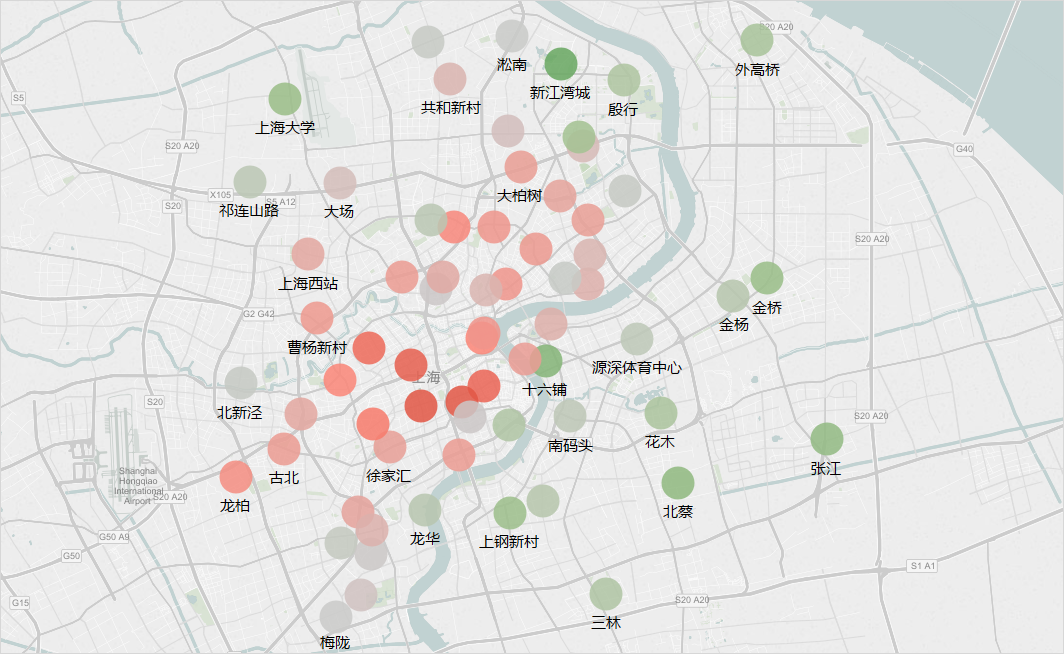 S20 A20
淞南
外高桥
新江湾城
S5
共和新村
殷行
上海大学
S20 A20
G40
大柏树
X105
S5 A12
S20
祁连山路
大场
S20 A20
上海西站
金桥
G2 G42
金杨
曹杨新村
源深体育中心
上海
十六铺
S20
北新泾
S20 A20
花木
南码头
张江
徐家汇
古北
Shanghai
Hongqiao
International
Airport
S20 A20
龙柏
北蔡
G50 A9
龙华
上钢新村
G50
S1 A1
G15
S20 A20
三林
梅陇